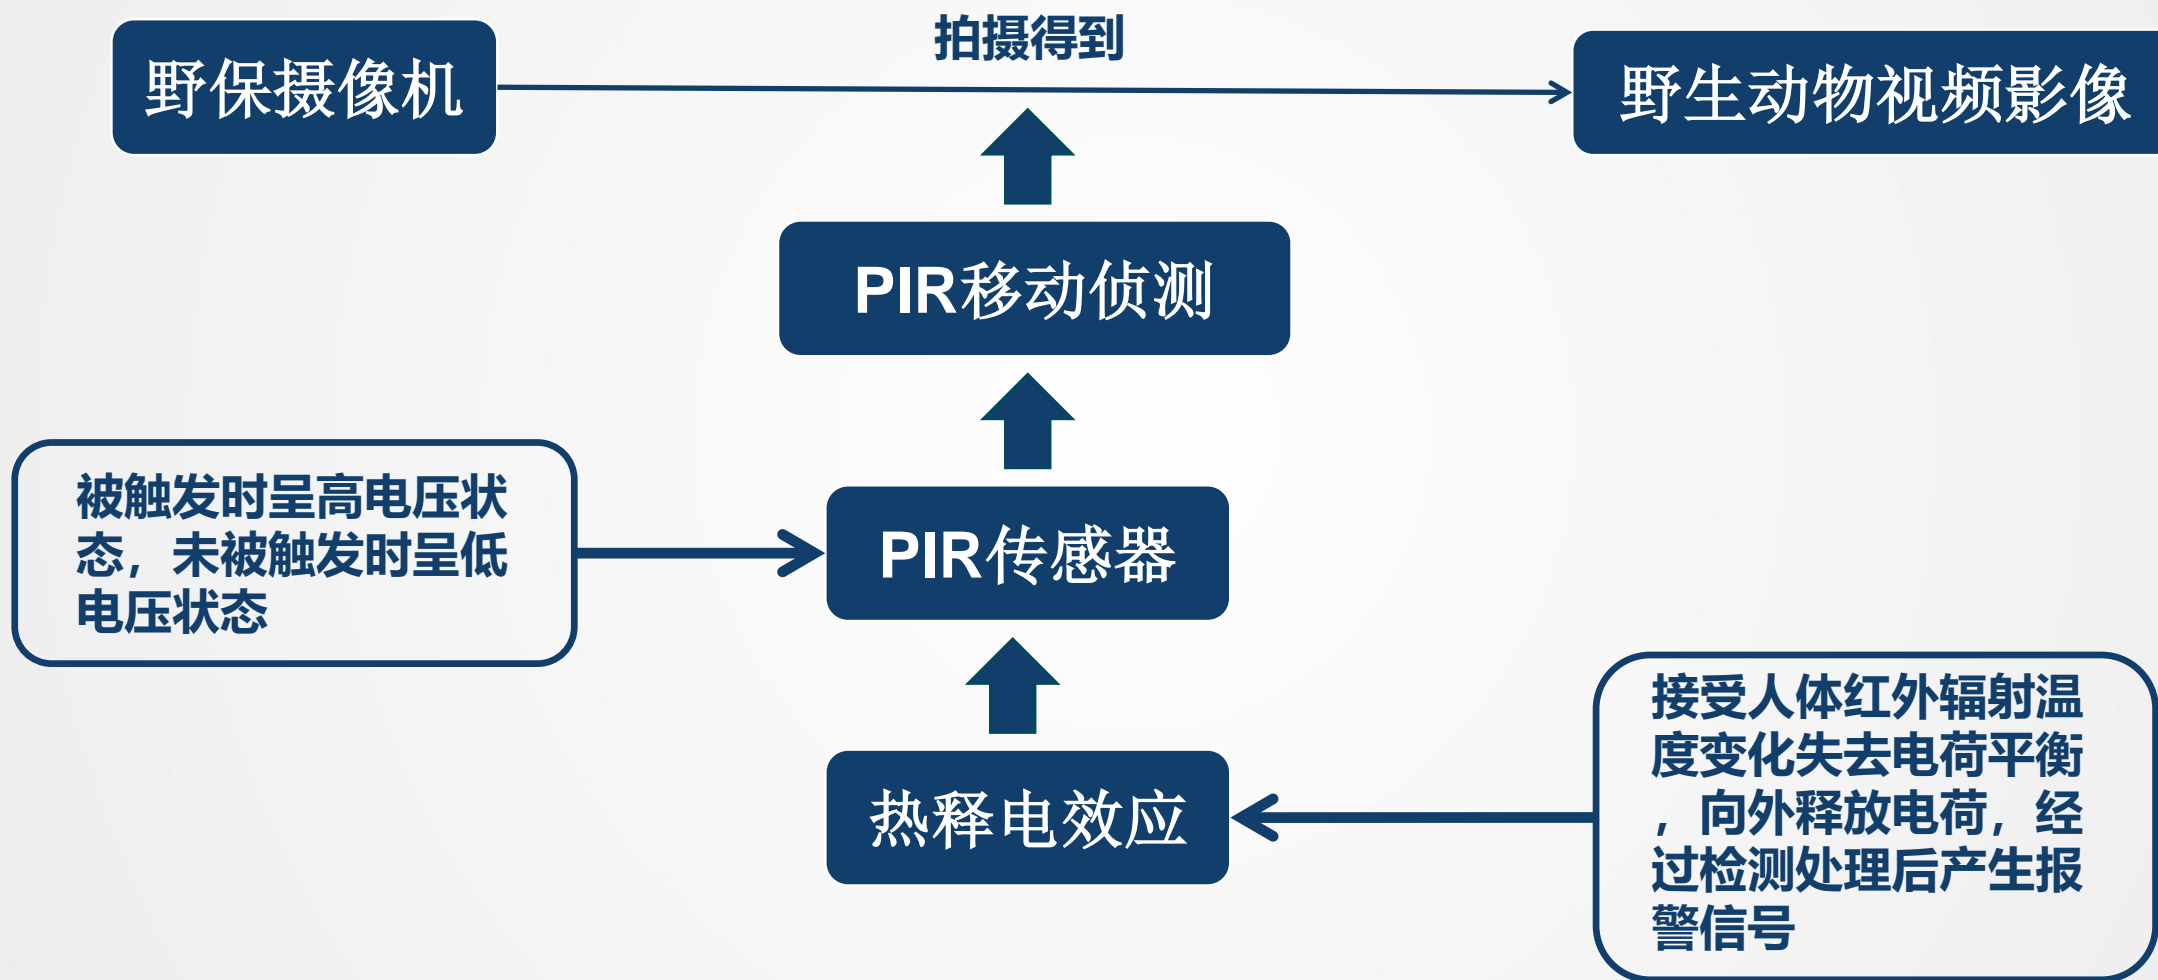 拍摄得到
野保摄像机
野生动物视频影像
PIR移动侦测
被触发时呈高电压状
态，未被触发时呈低
电压状态
PIR传感器
接受人体红外辐射温
度变化失去电荷平衡
，向外释放电荷，经
过检测处理后产生报
警信号
热释电效应